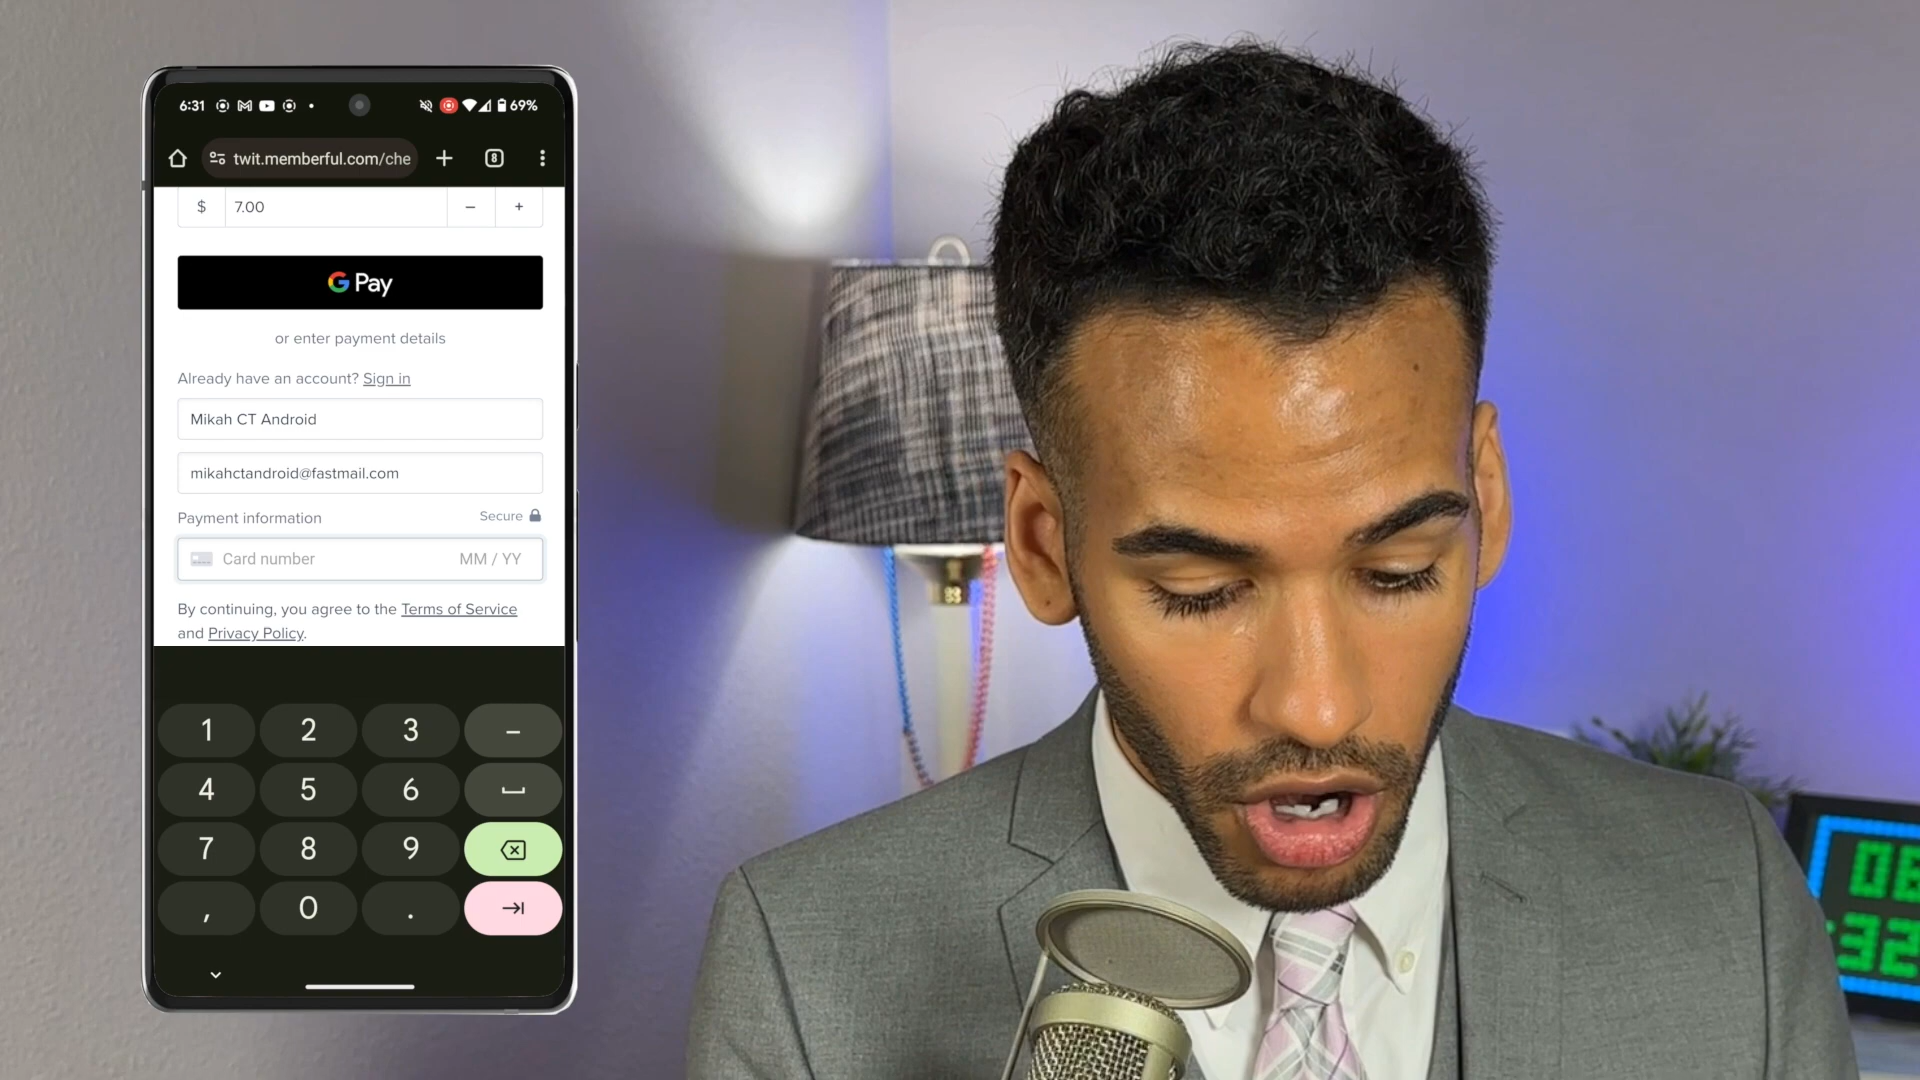 6:31 69%
twit.memberful.com/che + 8
$ 7.00 − +
G Pay
or enter payment details
Already have an account? Sign in
Mikah CT Android
mikahctandroid@fastmail.com
Payment information Secure
Card number MM / YY
By continuing, you agree to the Terms of Service
and Privacy Policy.
1 2 3 –
4 5 6
7 8 9
, 0 .
:32